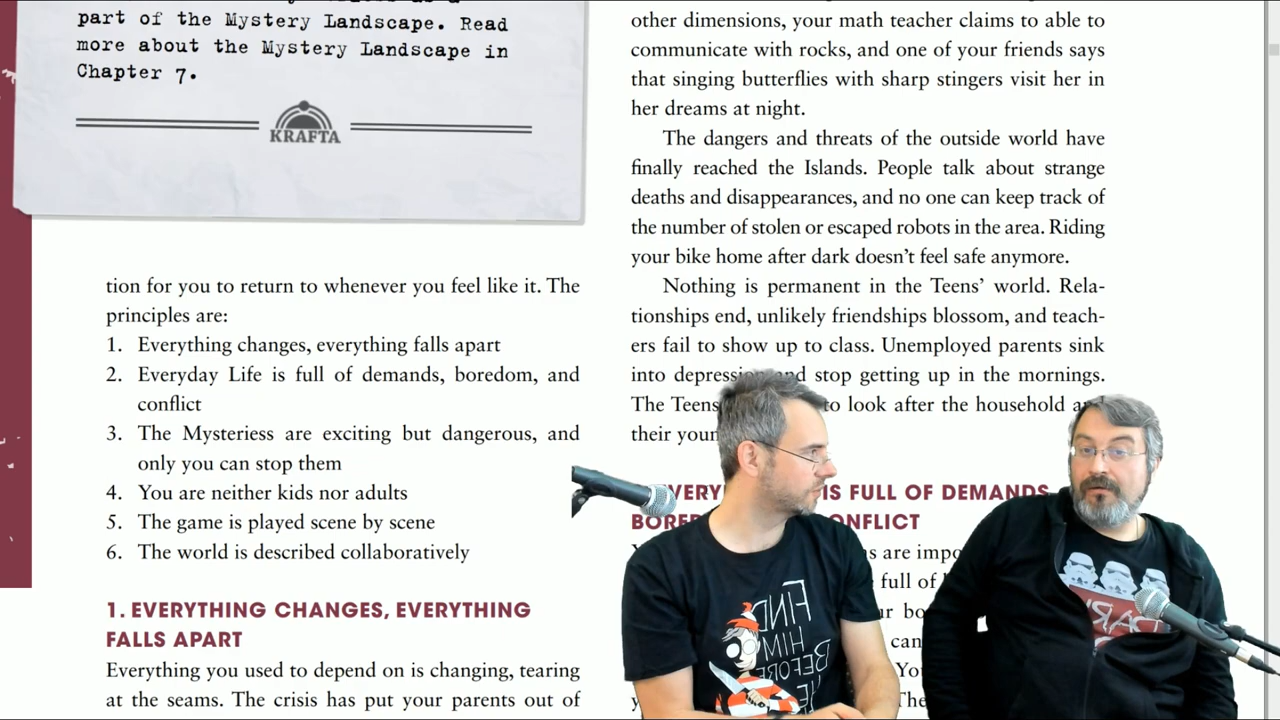 part of the Mystery Landscape. Read
more about the Mystery Landscape in
Chapter 7.
KRAFTA
tion for you to return to whenever you feel like it. The
principles are:
1. Everything changes, everything falls apart
2. Everyday Life is full of demands, boredom, and
conflict
3. The Mysteriess are exciting but dangerous, and
only you can stop them
4. You are neither kids nor adults
5. The game is played scene by scene
6. The world is described collaboratively
1. EVERYTHING CHANGES, EVERYTHING
FALLS APART
Everything you used to depend on is changing, tearing
at the seams. The crisis has put your parents out of
other dimensions, your math teacher claims to able to
communicate with rocks, and one of your friends says
that singing butterflies with sharp stingers visit her in
her dreams at night.
The dangers and threats of the outside world have
finally reached the Islands. People talk about strange
deaths and disappearances, and no one can keep track of
the number of stolen or escaped robots in the area. Riding
your bike home after dark doesn't feel safe anymore.
Nothing is permanent in the Teens' world. Rela-
tionships end, unlikely friendships blossom, and teach-
ers fail to show up to class. Unemployed parents sink
into depression and stop getting up in the mornings.
The Teens to look after the household and
their
IS FULL OF DEMANDS
are
full of
can
FIND
HIM
BEFORE